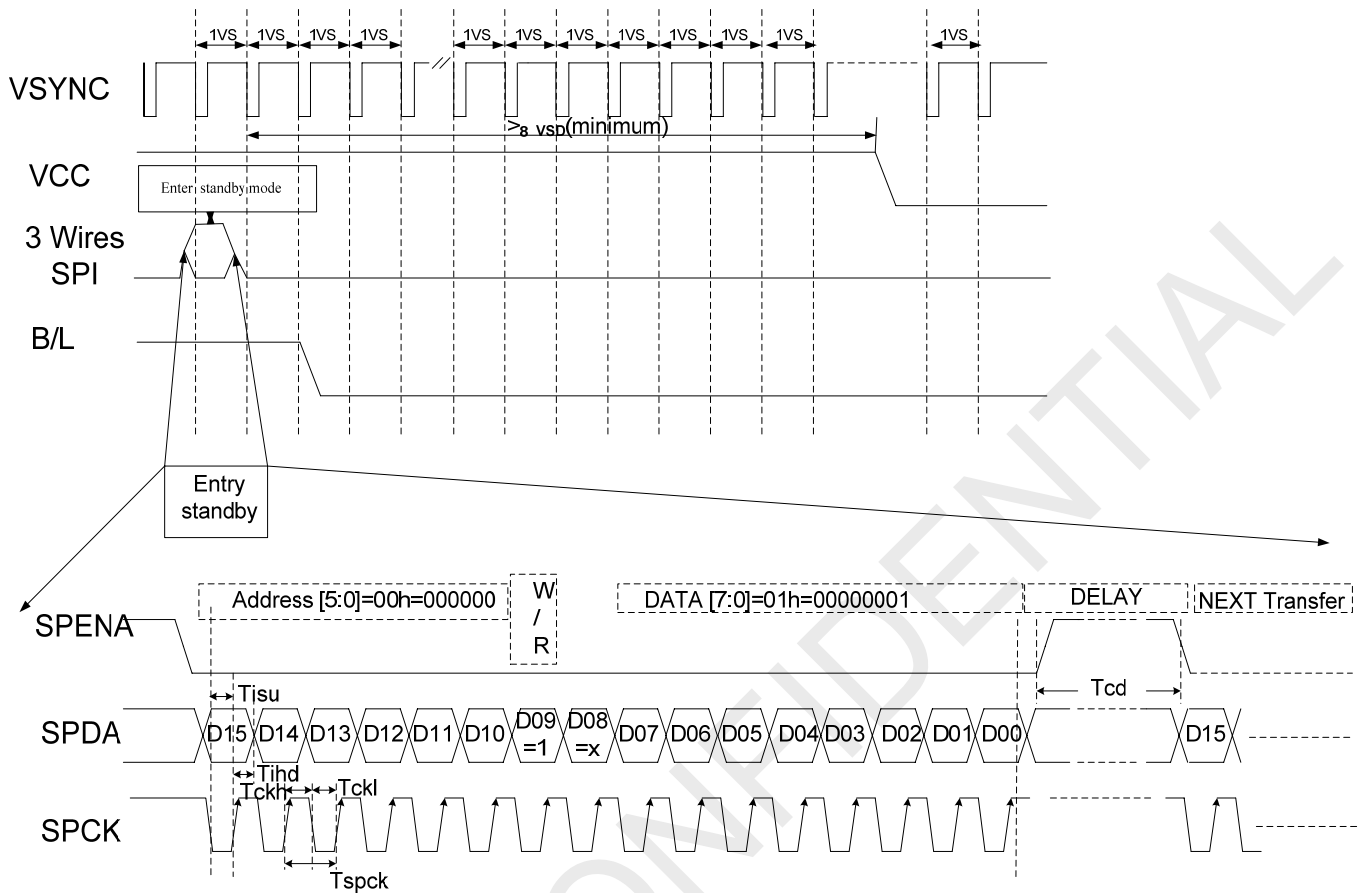 1VS 1VS 1VS 1VS 1VS 1VS 1VS 1VS 1VS 1VS 1VS
VSYNC
>8 vsp(minimum)
VCC
Enter standby mode
3 Wires
SPI
B/L
Entry
standby
Address [5:0]=00h=000000
W
/
R
DATA [7:0]=01h=00000001
DELAY
NEXT Transfer
SPENA
Tisu
Tcd
SPDA
D15 D14 D13 D12 D11 D10 D09 =1 D08 =x D07 D06 D05 D04 D03 D02 D01 D00 D15
Tihd
Tckh Tckl
SPCK
Tspck
CONFIDENTIAL